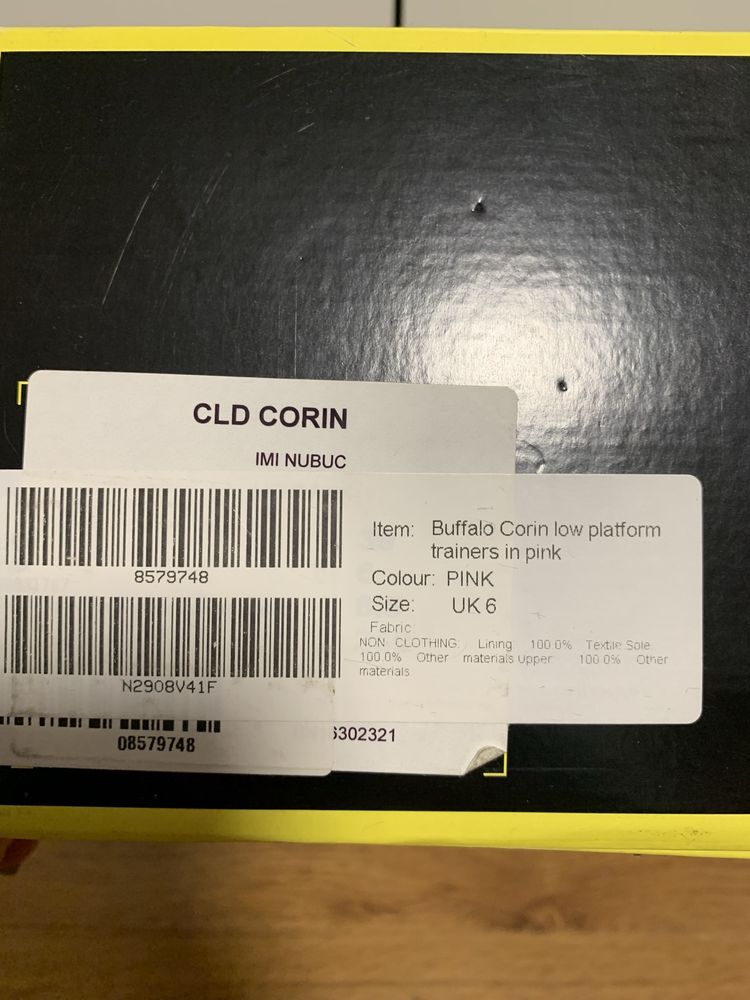 CLD CORIN
IMI NUBUC
8579748
N2908V41F
08579748
Item: Buffalo Corin low platform
trainers in pink
Colour: PINK
Size: UK 6
Fabric:
NON CLOTHING: Lining 100.0% Textile Sole
100.0% Other materials Upper 100.0% Other
materials
6302321